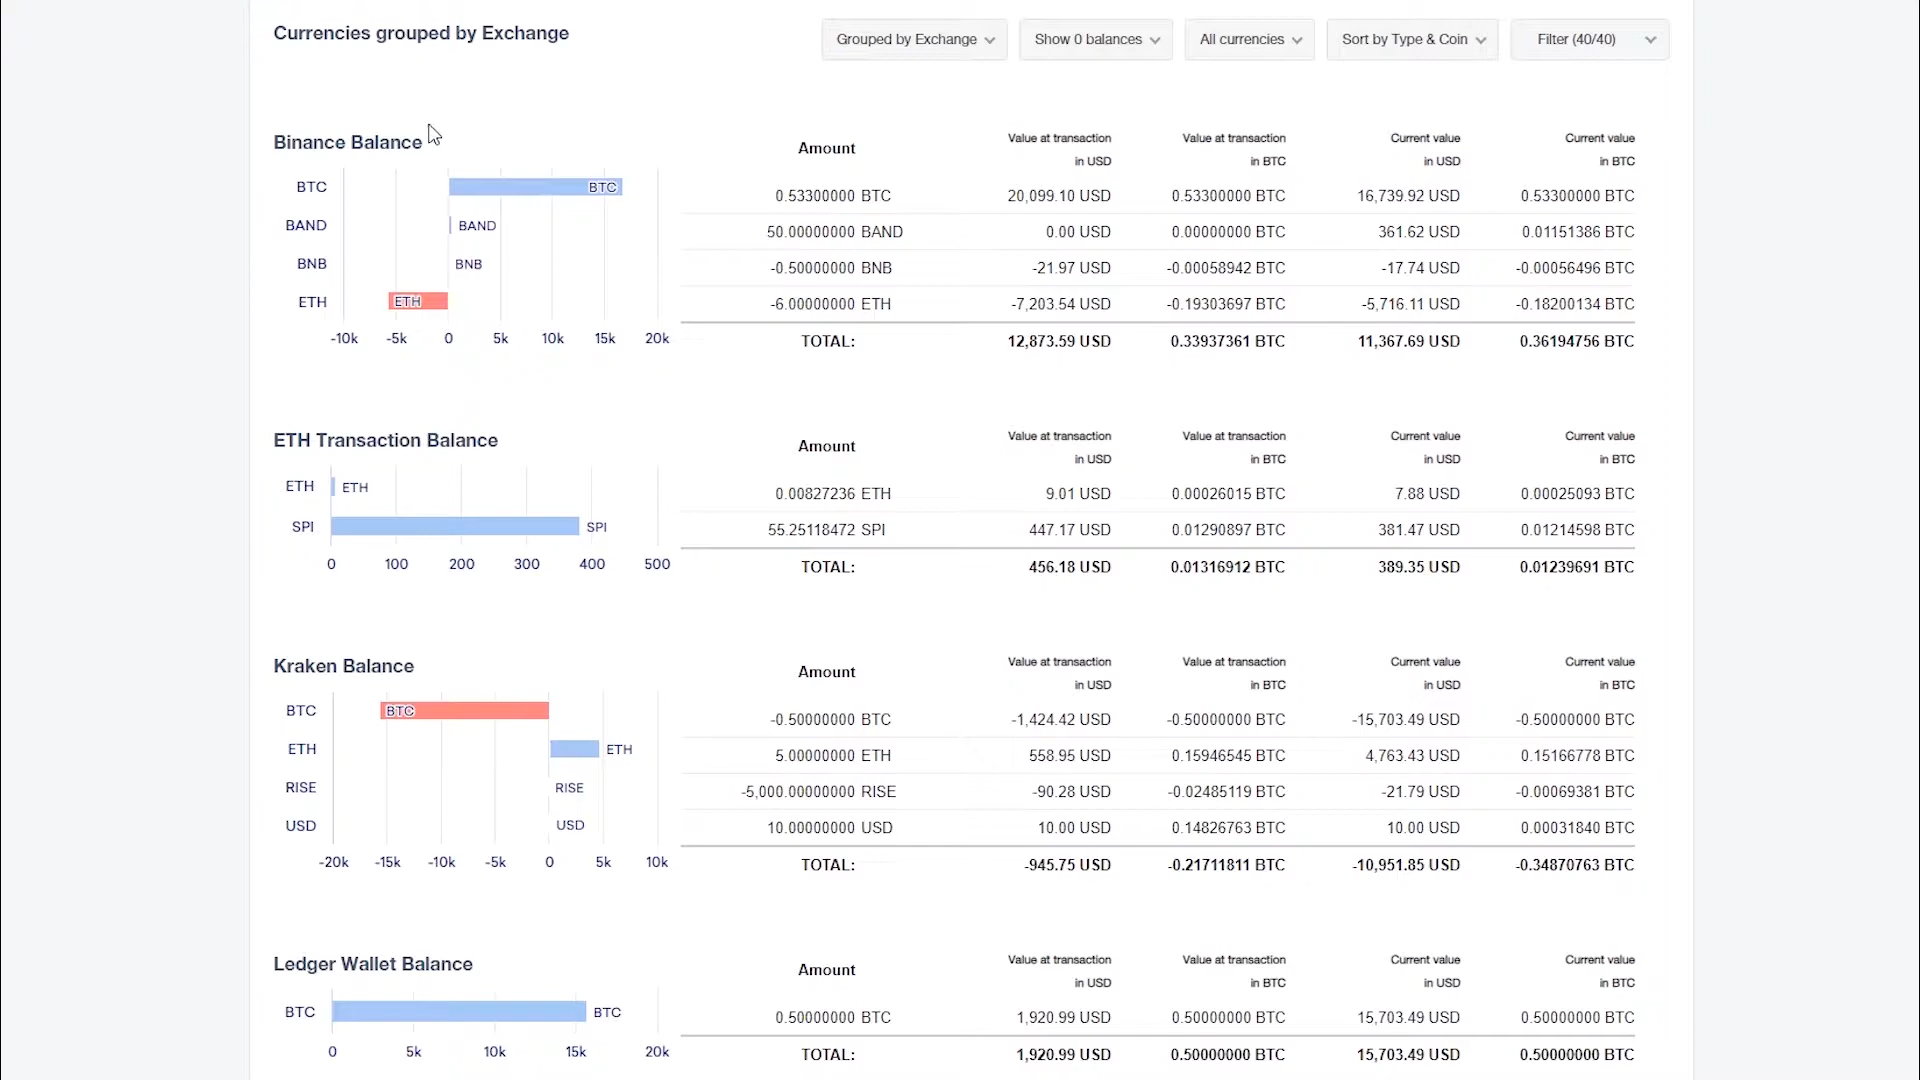 Currencies grouped by Exchange
Grouped by Exchange
Show 0 balances
All currencies
Sort by Type & Coin
Filter (40/40)
Binance Balance
BTC
BTC
BAND
BAND
BNB
BNB
ETH
ETH
-10k -5k 0 5k 10k 15k 20k
Amount
Value at transaction in USD
Value at transaction in BTC
Current value in USD
Current value in BTC
0.53300000 BTC 20,099.10 USD 0.53300000 BTC 16,739.92 USD 0.53300000 BTC
50.00000000 BAND 0.00 USD 0.00000000 BTC 361.62 USD 0.01151386 BTC
-0.50000000 BNB -21.97 USD -0.00058942 BTC -17.74 USD -0.00056496 BTC
-6.00000000 ETH -7,203.54 USD -0.19303697 BTC -5,716.11 USD -0.18200134 BTC
TOTAL: 12,873.59 USD 0.33937361 BTC 11,367.69 USD 0.36194756 BTC
ETH Transaction Balance
ETH
ETH
SPI
SPI
0 100 200 300 400 500
Amount
Value at transaction in USD
Value at transaction in BTC
Current value in USD
Current value in BTC
0.00827236 ETH 9.01 USD 0.00026015 BTC 7.88 USD 0.00025093 BTC
55.25118472 SPI 447.17 USD 0.01290897 BTC 381.47 USD 0.01214598 BTC
TOTAL: 456.18 USD 0.01316912 BTC 389.35 USD 0.01239691 BTC
Kraken Balance
BTC
BTC
ETH
ETH
RISE
RISE
USD
USD
-20k -15k -10k -5k 0 5k 10k
Amount
Value at transaction in USD
Value at transaction in BTC
Current value in USD
Current value in BTC
-0.50000000 BTC -1,424.42 USD -0.50000000 BTC -15,703.49 USD -0.50000000 BTC
5.00000000 ETH 558.95 USD 0.15946545 BTC 4,763.43 USD 0.15166778 BTC
-5,000.00000000 RISE -90.28 USD -0.02485119 BTC -21.79 USD -0.00069381 BTC
10.00000000 USD 10.00 USD 0.14826763 BTC 10.00 USD 0.00031840 BTC
TOTAL: -945.75 USD -0.21711811 BTC -10,951.85 USD -0.34870763 BTC
Ledger Wallet Balance
BTC
BTC
0 5k 10k 15k 20k
Amount
Value at transaction in USD
Value at transaction in BTC
Current value in USD
Current value in BTC
0.50000000 BTC 1,920.99 USD 0.50000000 BTC 15,703.49 USD 0.50000000 BTC
TOTAL: 1,920.99 USD 0.50000000 BTC 15,703.49 USD 0.50000000 BTC